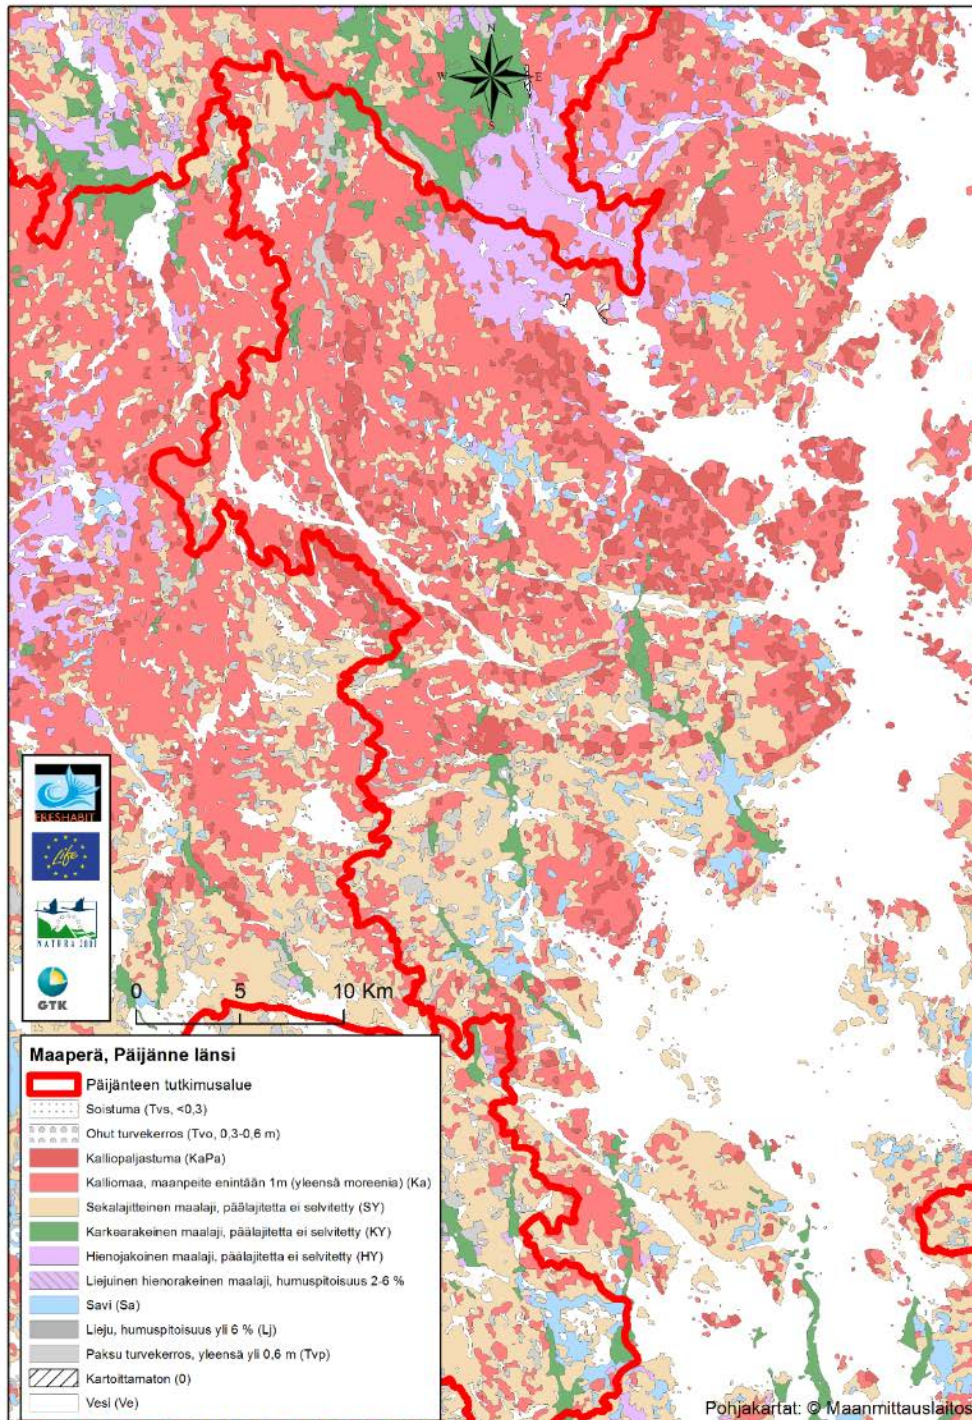 N
W E
S
FRESHABIT
Life
NATURA 2000
GTK
0 5 10 Km
Maaperä, Päijänne länsi
Päijänteen tutkimusalue
Soistuma (Tvs, <0,3)
Ohut turvekerros (Tvo, 0,3-0,6 m)
Kalliopaljastuma (KaPa)
Kalliomaa, maanpeite enintään 1m (yleensä moreenia) (Ka)
Sekalajitteinen maalaji, päälajitetta ei selvitetty (SY)
Karkearakeinen maalaji, päälajitetta ei selvitetty (KY)
Hienojakoinen maalaji, päälajitetta ei selvitetty (HY)
Liejuinen hienorakeinen maalaji, humuspitoisuus 2-6 %
Savi (Sa)
Lieju, humuspitoisuus yli 6 % (Lj)
Paksu turvekerros, yleensä yli 0,6 m (Tvp)
Kartoittamaton (0)
Vesi (Ve)
Pohjakartat: © Maanmittauslaitos